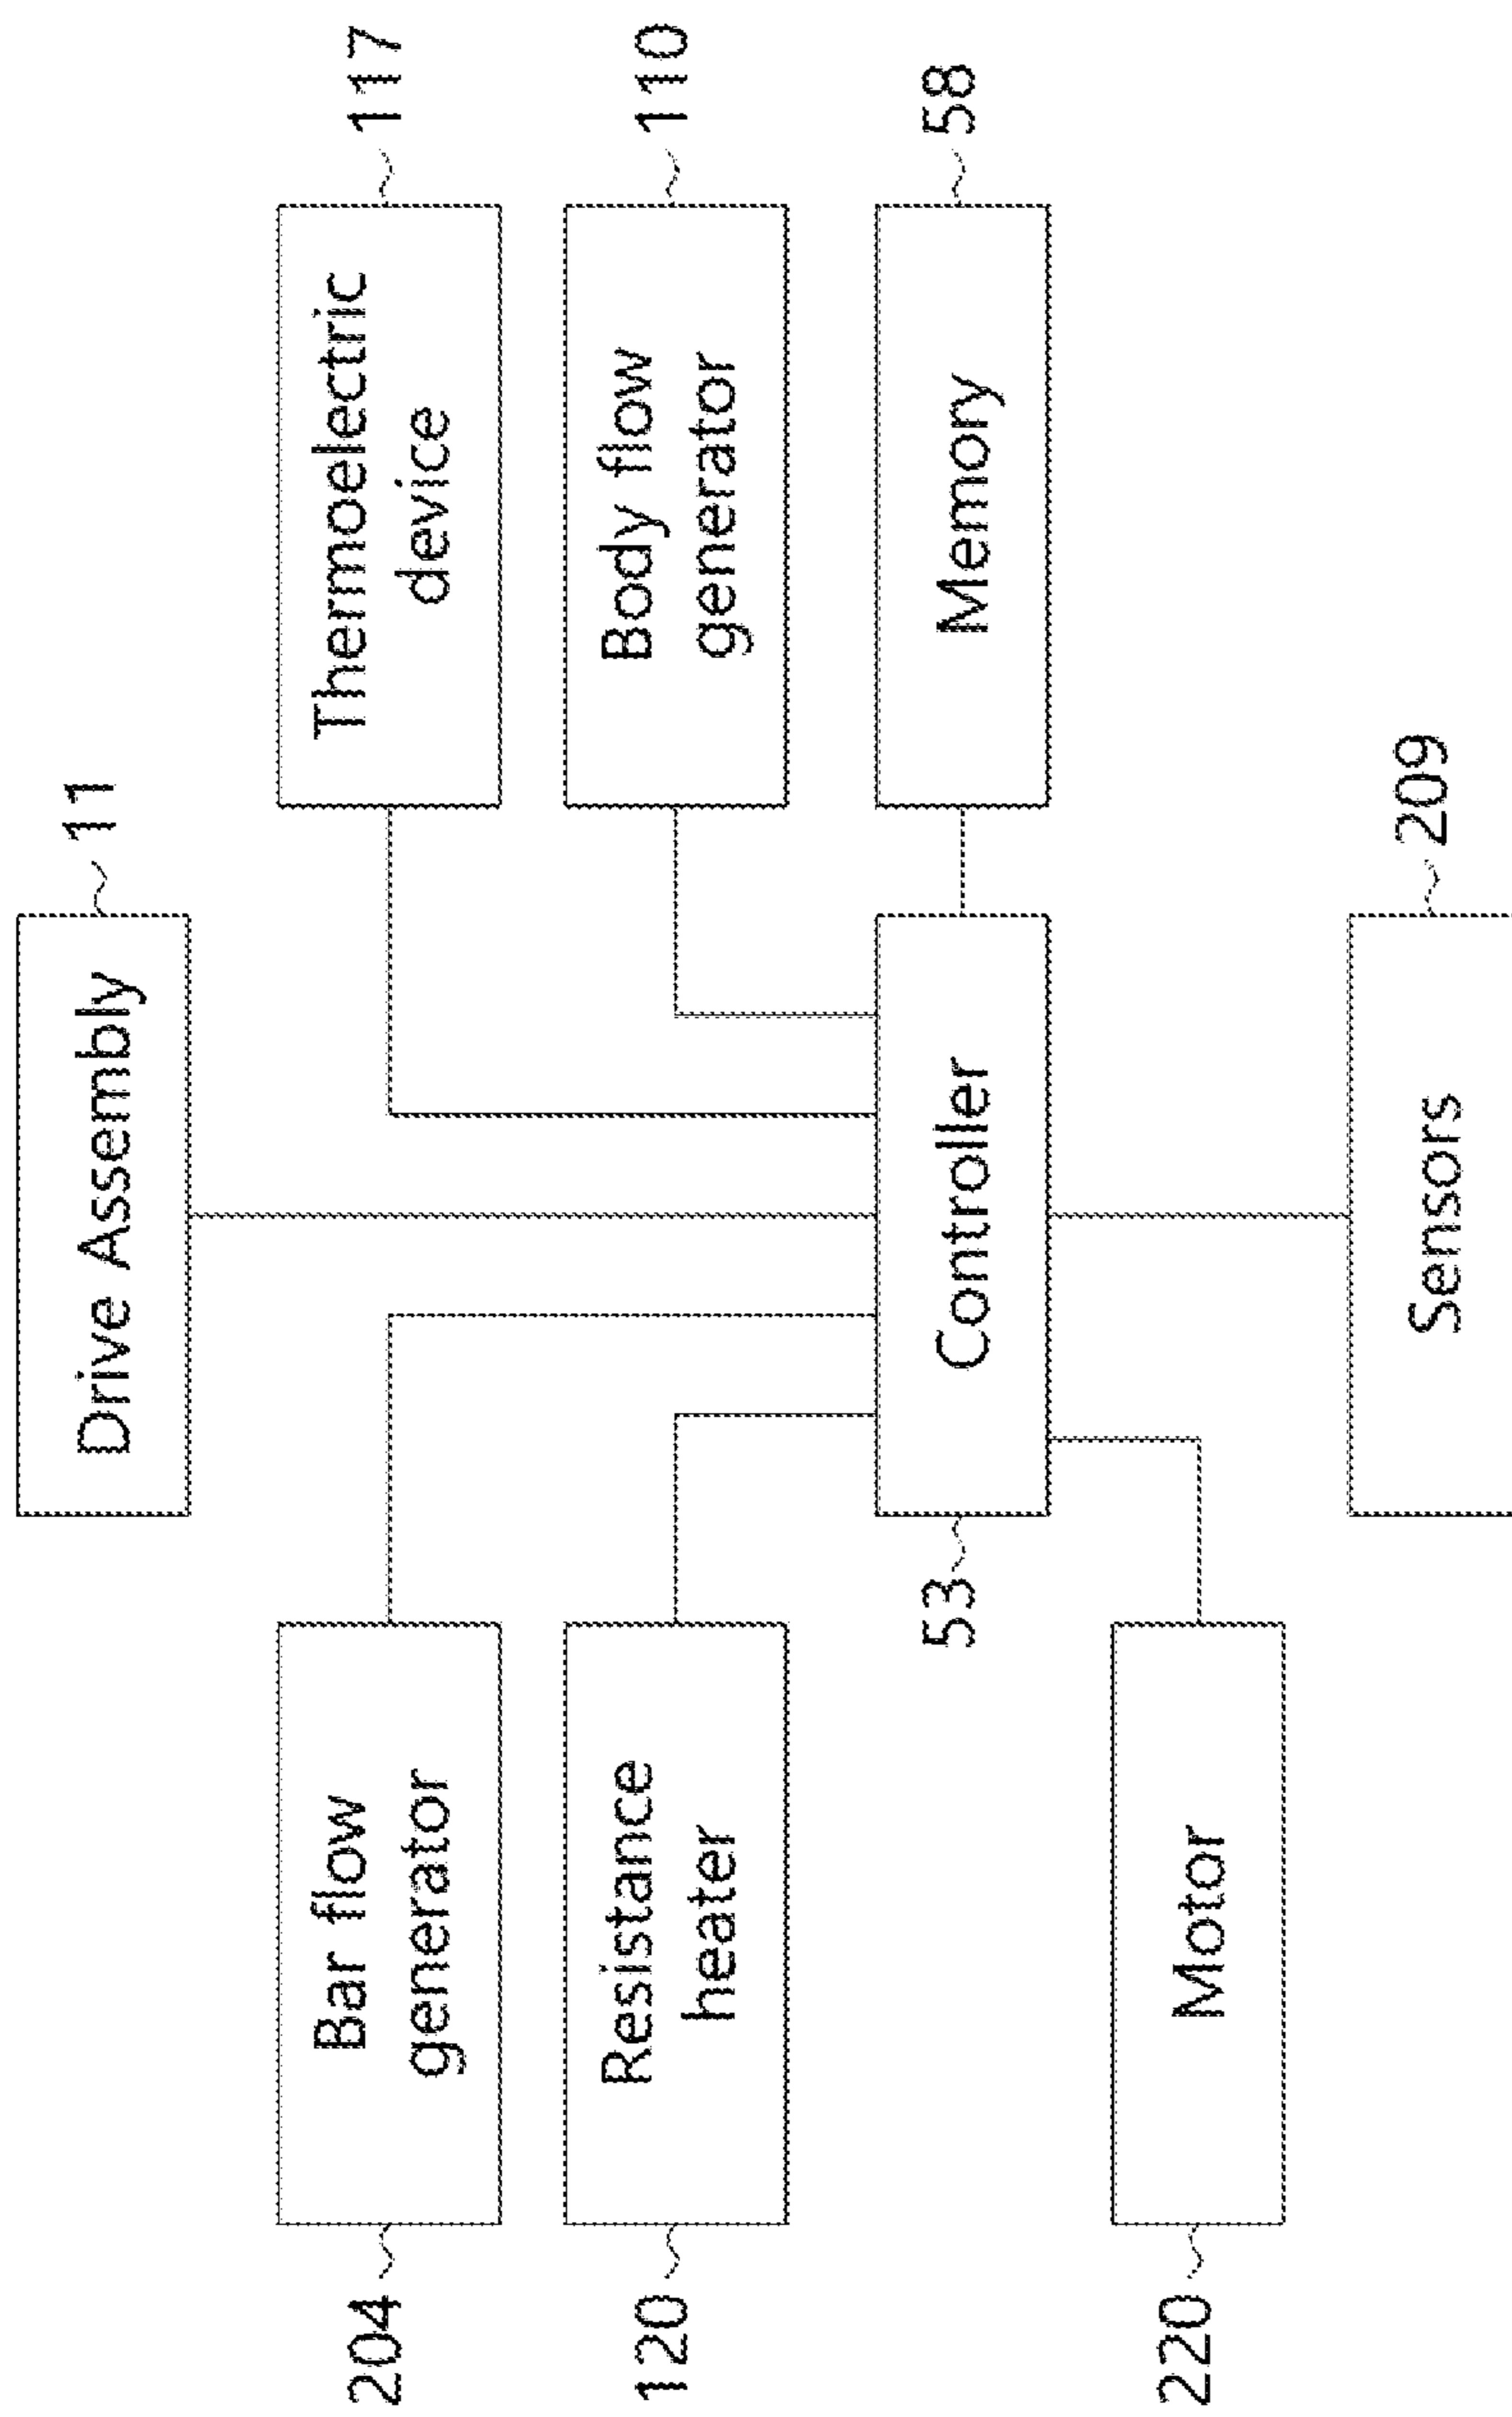 Drive Assembly
11
Bar flow
generator
204
Thermoelectric
device
117
Resistance
heater
120
Body flow
generator
110
Controller
53
Memory
58
Motor
220
Sensors
209